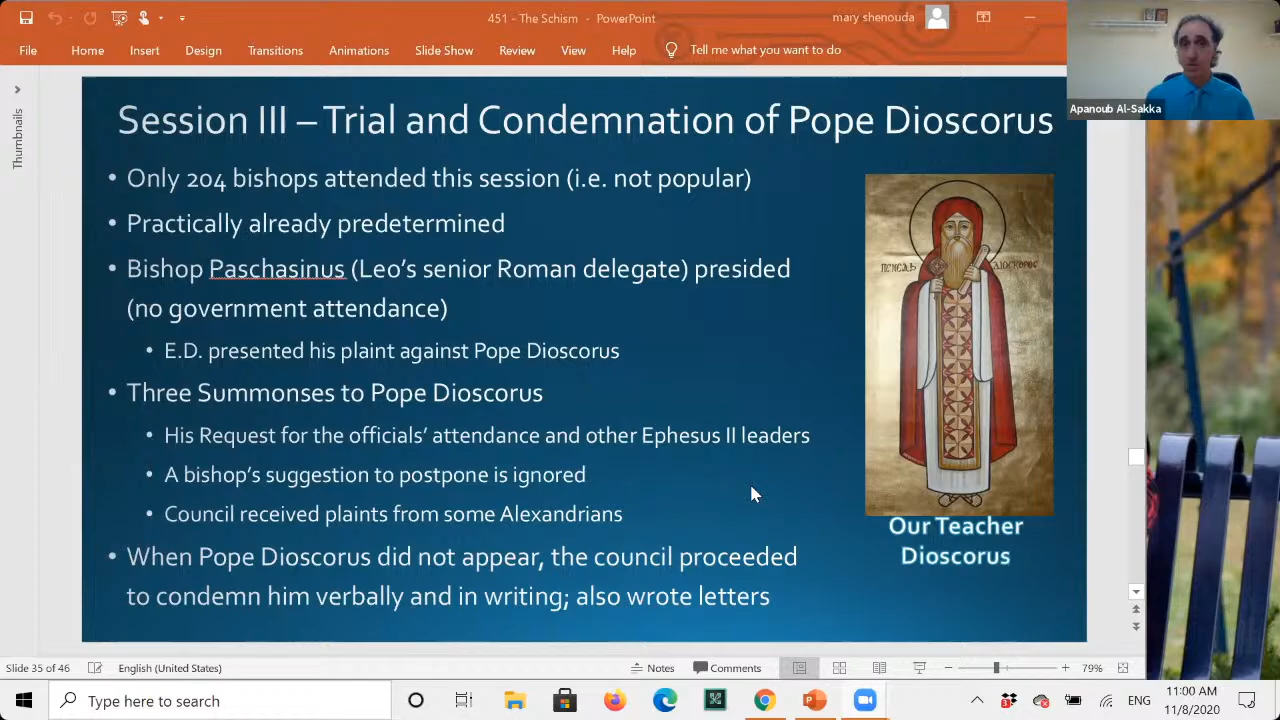 451 - The Schism - PowerPoint
mary shenouda
File Home Insert Design Transitions Animations Slide Show Review View Help Tell me what you want to do
Apanoub Al-Sakka
Thumbnails
Session III – Trial and Condemnation of Pope Dioscorus
• Only 204 bishops attended this session (i.e. not popular)
• Practically already predetermined
• Bishop Paschasinus (Leo's senior Roman delegate) presided
(no government attendance)
• E.D. presented his plaint against Pope Dioscorus
• Three Summonses to Pope Dioscorus
• His Request for the officials' attendance and other Ephesus II leaders
• A bishop's suggestion to postpone is ignored
• Council received plaints from some Alexandrians
• When Pope Dioscorus did not appear, the council proceeded
to condemn him verbally and in writing; also wrote letters
Our Teacher
Dioscorus
Slide 35 of 46 English (United States) Notes Comments 79%
Type here to search
ENG
11:00 AM
11/8/2020